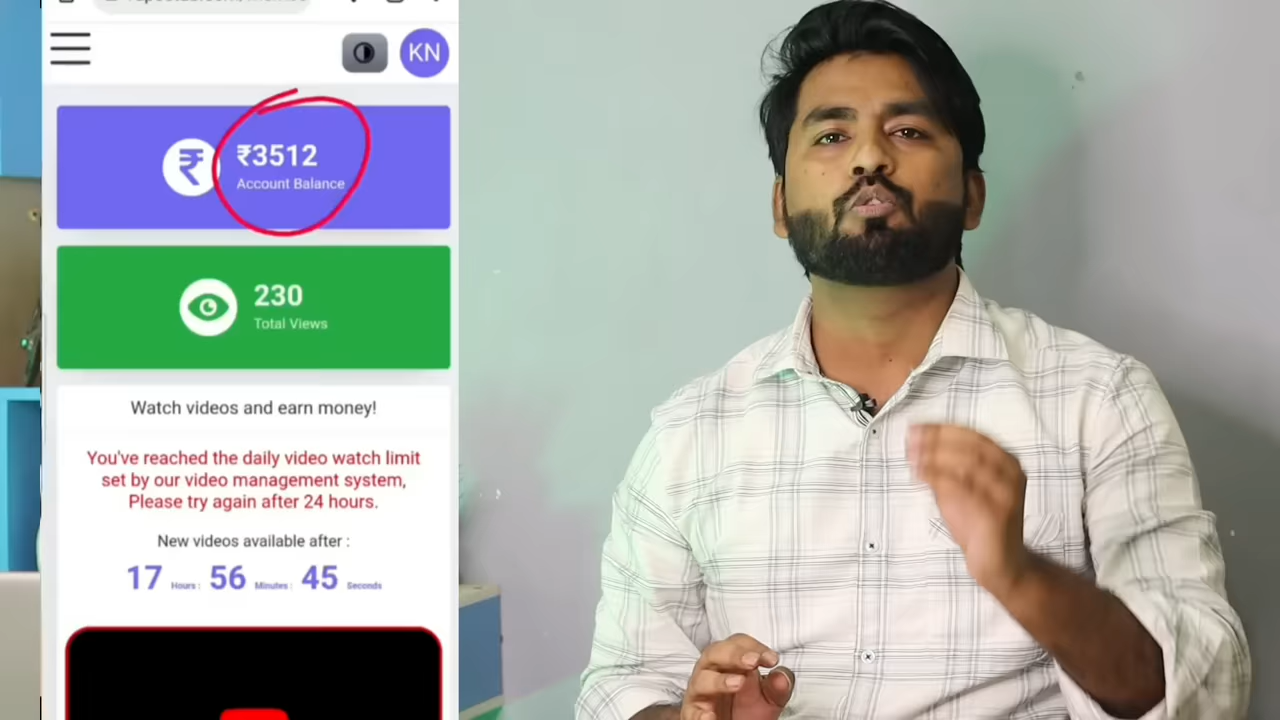 KN
₹3512
Account Balance
230
Total Views
Watch videos and earn money!
You've reached the daily video watch limit
set by our video management system,
Please try again after 24 hours.
New videos available after :
17 Hours : 56 Minutes : 45 Seconds